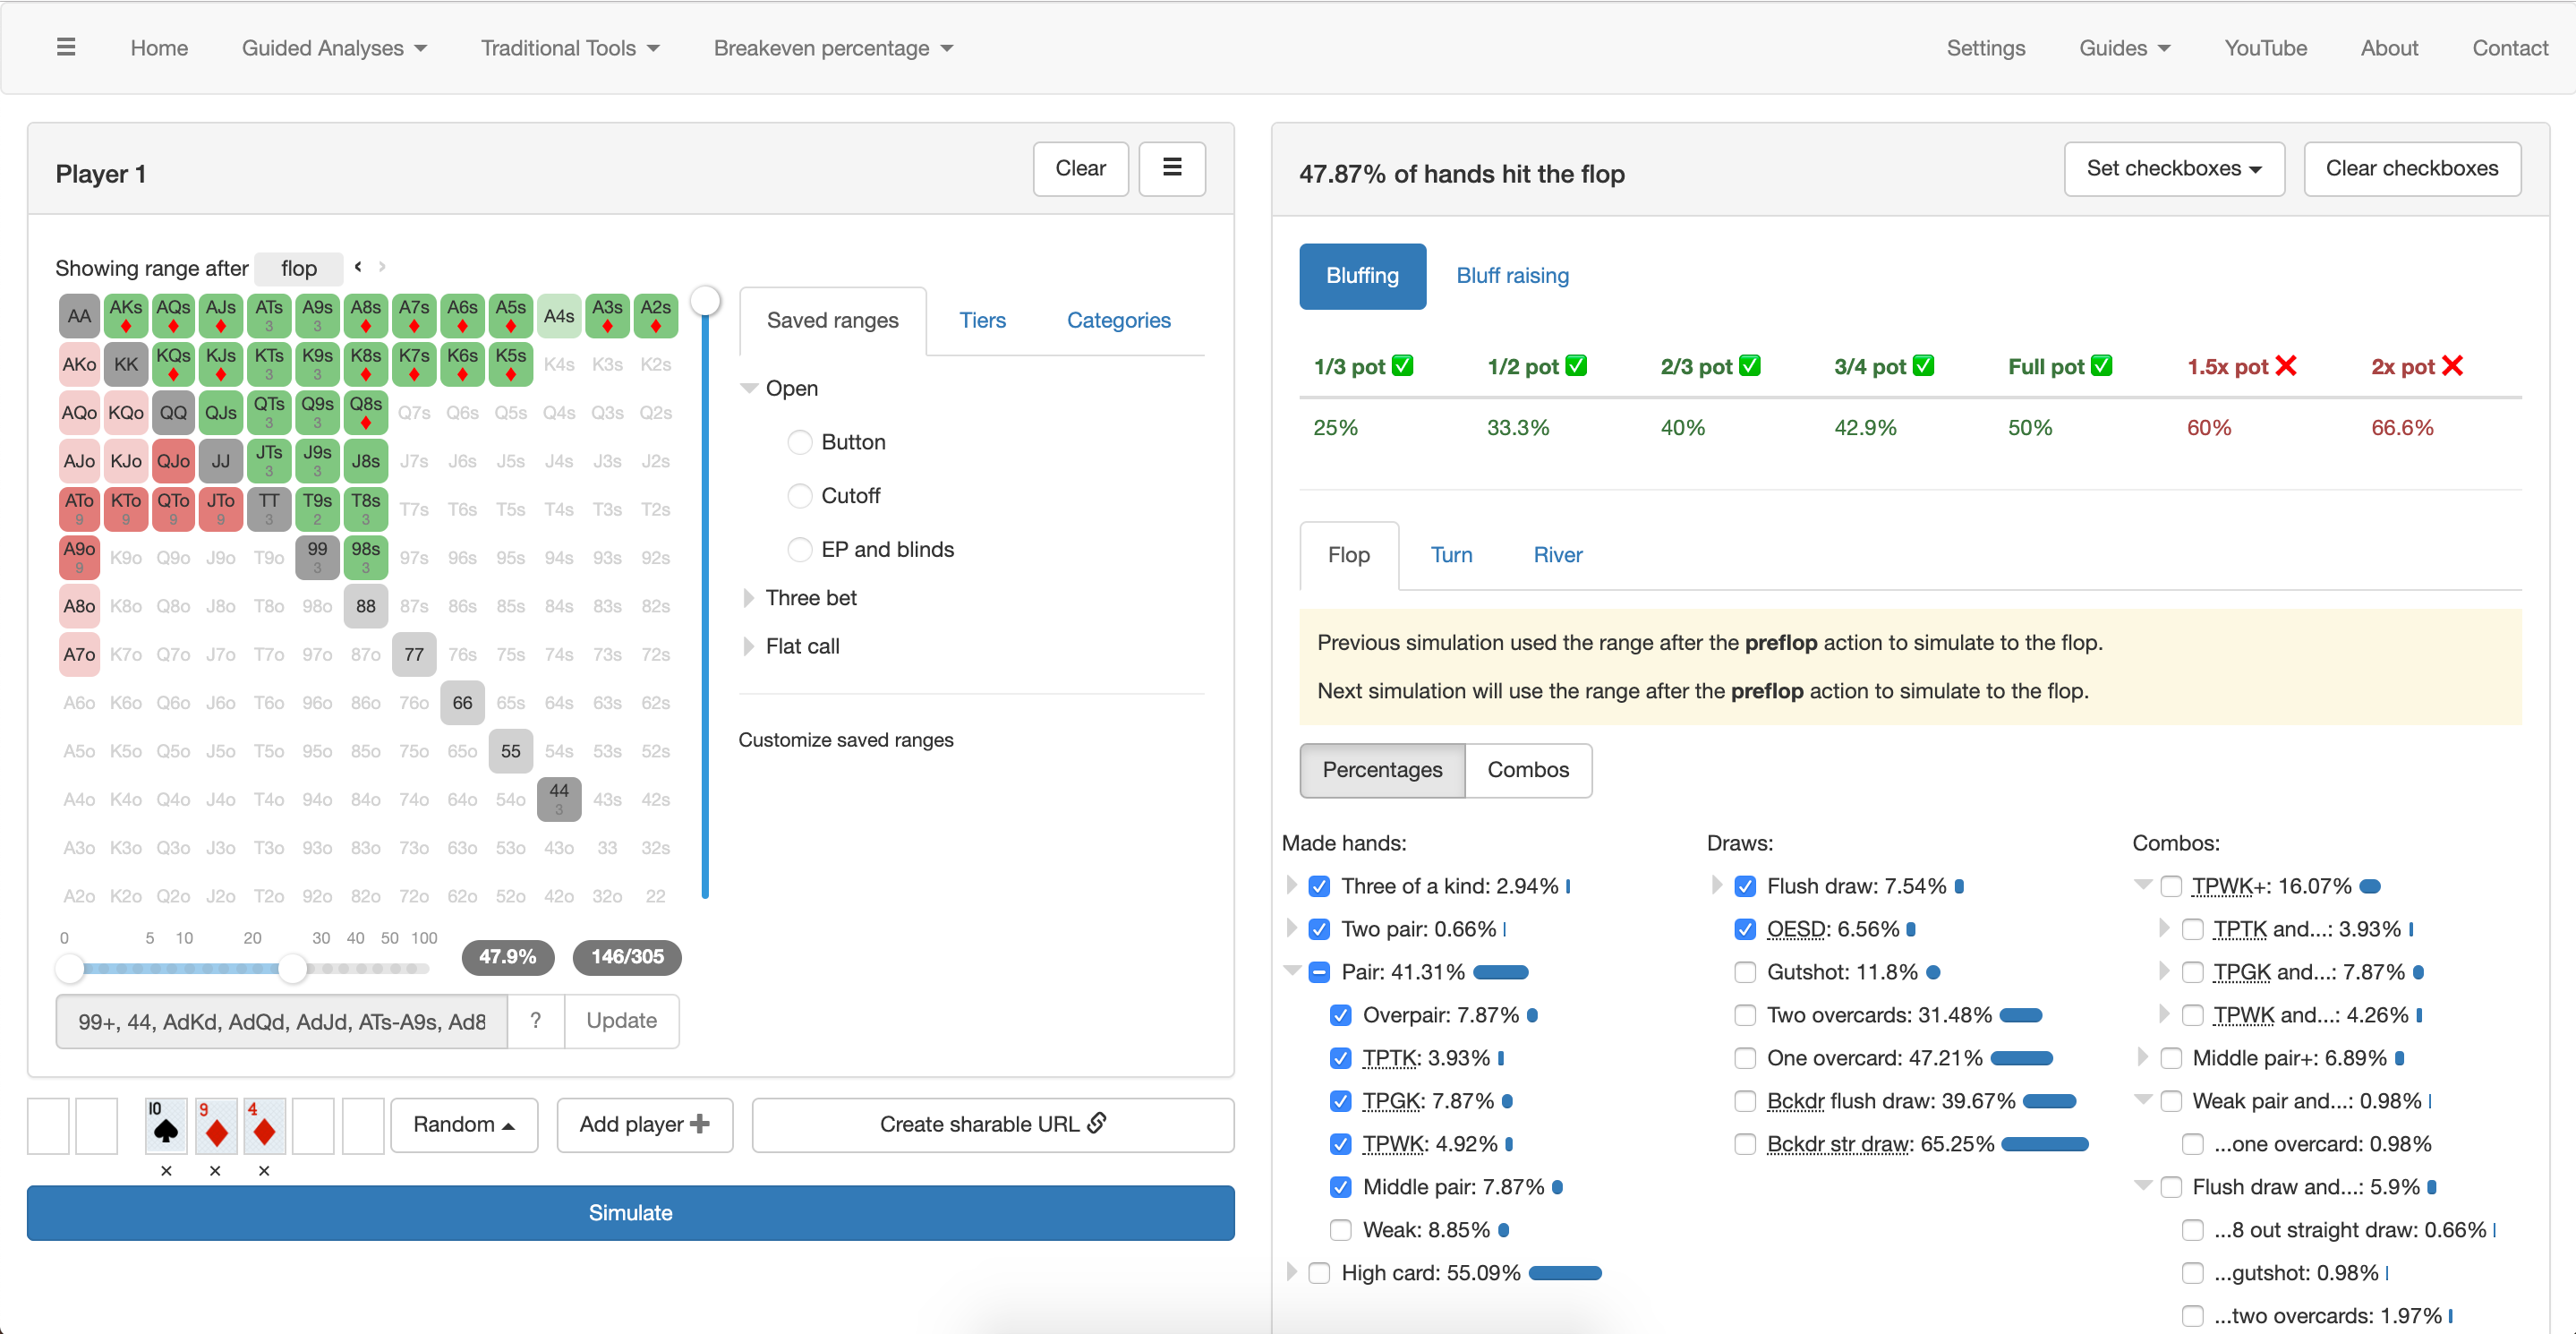 ☰ Home Guided Analyses Traditional Tools Breakeven percentage Settings Guides YouTube About Contact
Player 1 Clear ☰
Showing range after flop ‹ ›
AA AKs AQs AJs ATs A9s A8s A7s A6s A5s A4s A3s A2s
♦ ♦ ♦ 3 3 ♦ ♦ ♦ ♦ ♦ ♦
AKo KK KQs KJs KTs K9s K8s K7s K6s K5s K4s K3s K2s
♦ ♦ 3 3 ♦ ♦ ♦ ♦
AQo KQo QQ QJs QTs Q9s Q8s Q7s Q6s Q5s Q4s Q3s Q2s
3 3 ♦
AJo KJo QJo JJ JTs J9s J8s J7s J6s J5s J4s J3s J2s
3 3
ATo KTo QTo JTo TT T9s T8s T7s T6s T5s T4s T3s T2s
9 9 9 9 3 2 3
A9o K9o Q9o J9o T9o 99 98s 97s 96s 95s 94s 93s 92s
9 3 3
A8o K8o Q8o J8o T8o 98o 88 87s 86s 85s 84s 83s 82s
A7o K7o Q7o J7o T7o 97o 87o 77 76s 75s 74s 73s 72s
A6o K6o Q6o J6o T6o 96o 86o 76o 66 65s 64s 63s 62s
A5o K5o Q5o J5o T5o 95o 85o 75o 65o 55 54s 53s 52s
A4o K4o Q4o J4o T4o 94o 84o 74o 64o 54o 44 43s 42s
3
A3o K3o Q3o J3o T3o 93o 83o 73o 63o 53o 43o 33 32s
A2o K2o Q2o J2o T2o 92o 82o 72o 62o 52o 42o 32o 22
0 5 10 20 30 40 50 100
47.9% 146/305
99+, 44, AdKd, AdQd, AdJd, ATs-A9s, Ad8 ? Update
Saved ranges Tiers Categories
Open
Button
Cutoff
EP and blinds
Three bet
Flat call
Customize saved ranges
10 ♠ 9 ♦ 4 ♦ Random Add player Create sharable URL
× × ×
Simulate
47.87% of hands hit the flop Set checkboxes Clear checkboxes
Bluffing Bluff raising
1/3 pot ✅ 1/2 pot ✅ 2/3 pot ✅ 3/4 pot ✅ Full pot ✅ 1.5x pot ❌ 2x pot ❌
25% 33.3% 40% 42.9% 50% 60% 66.6%
Flop Turn River
Previous simulation used the range after the preflop action to simulate to the flop.
Next simulation will use the range after the preflop action to simulate to the flop.
Percentages Combos
Made hands:
Three of a kind: 2.94%
Two pair: 0.66%
Pair: 41.31%
Overpair: 7.87%
TPTK: 3.93%
TPGK: 7.87%
TPWK: 4.92%
Middle pair: 7.87%
Weak: 8.85%
High card: 55.09%
Draws:
Flush draw: 7.54%
OESD: 6.56%
Gutshot: 11.8%
Two overcards: 31.48%
One overcard: 47.21%
Bckdr flush draw: 39.67%
Bckdr str draw: 65.25%
Combos:
TPWK+: 16.07%
TPTK and...: 3.93%
TPGK and...: 7.87%
TPWK and...: 4.26%
Middle pair+: 6.89%
Weak pair and...: 0.98%
...one overcard: 0.98%
Flush draw and...: 5.9%
...8 out straight draw: 0.66%
...gutshot: 0.98%
...two overcards: 1.97%